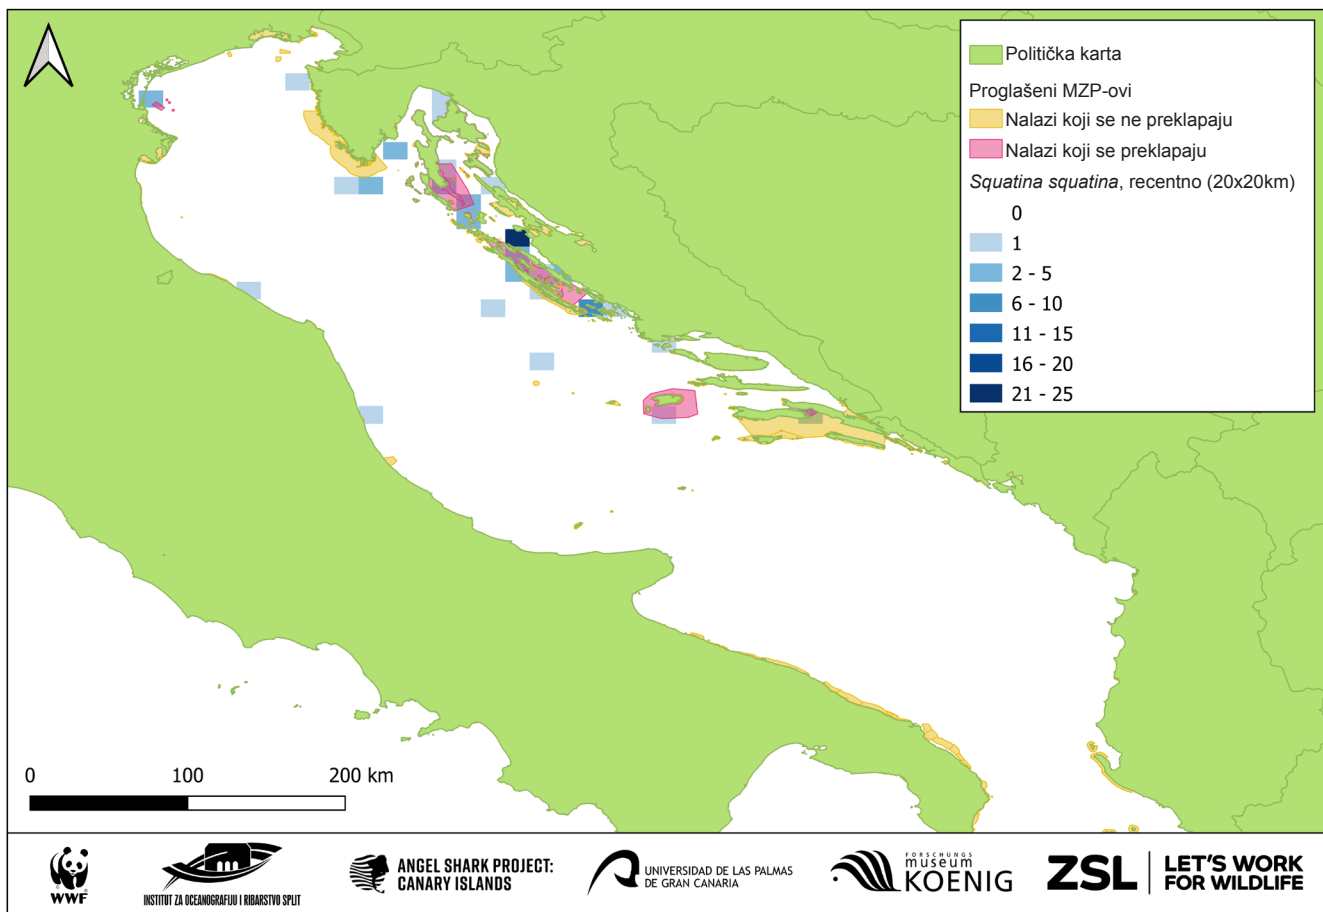 Politička karta
Proglašeni MZP-ovi
Nalazi koji se ne preklapaju
Nalazi koji se preklapaju
Squatina squatina, recentno (20x20km)
0
1
2 - 5
6 - 10
11 - 15
16 - 20
21 - 25
0 100 200 km
WWF
INSTITUT ZA OCEANOGRAFIJU I RIBARSTVO SPLIT
ANGEL SHARK PROJECT:
CANARY ISLANDS
UNIVERSIDAD DE LAS PALMAS
DE GRAN CANARIA
FORSCHUNGS
museum
KOENIG
ZSL
LET'S WORK
FOR WILDLIFE